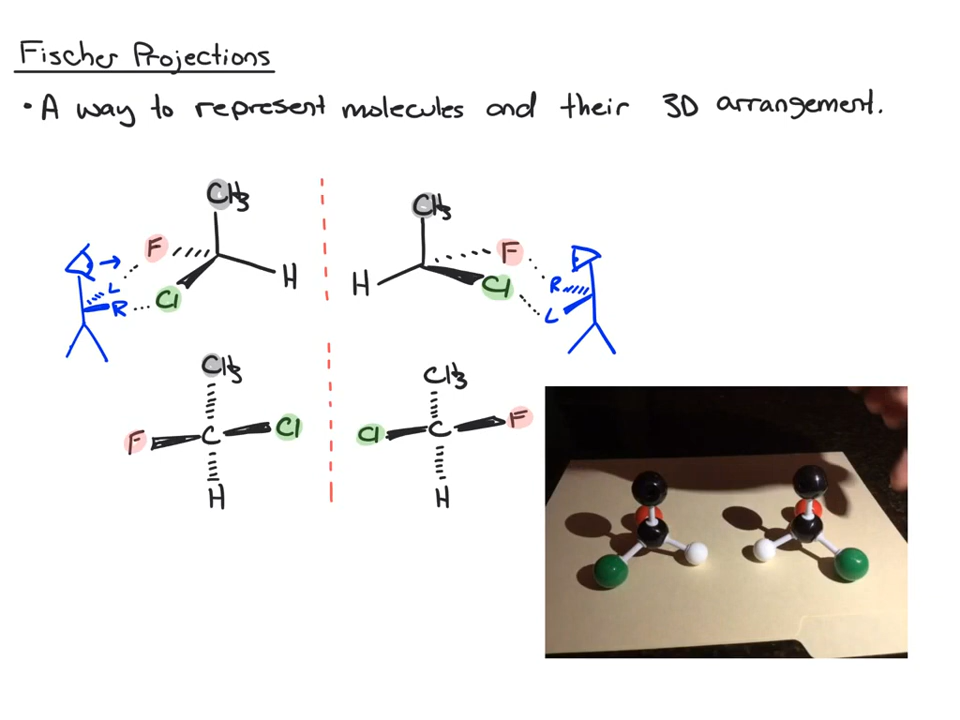 Fischer Projections
• A way to represent molecules and their 3D arrangement.
CH3
CH3
F
F
L
R
Cl
H
H
Cl
R
L
CH3
CH3
F
C
Cl
Cl
C
F
H
H